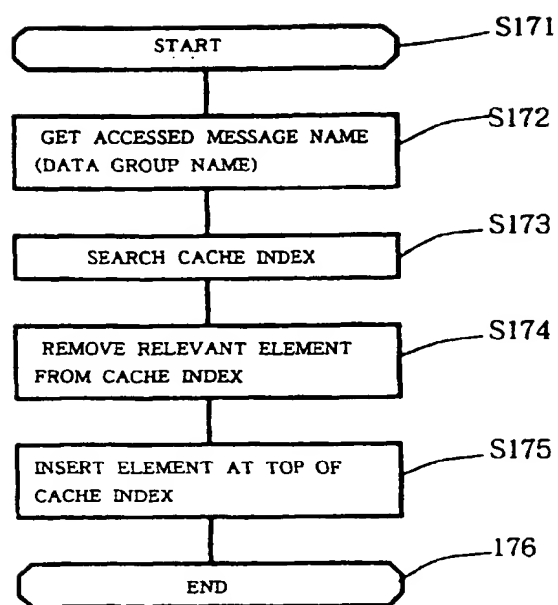 START
S171
GET ACCESSED MESSAGE NAME
(DATA GROUP NAME)
S172
SEARCH CACHE INDEX
S173
REMOVE RELEVANT ELEMENT
FROM CACHE INDEX
S174
INSERT ELEMENT AT TOP OF
CACHE INDEX
S175
END
176